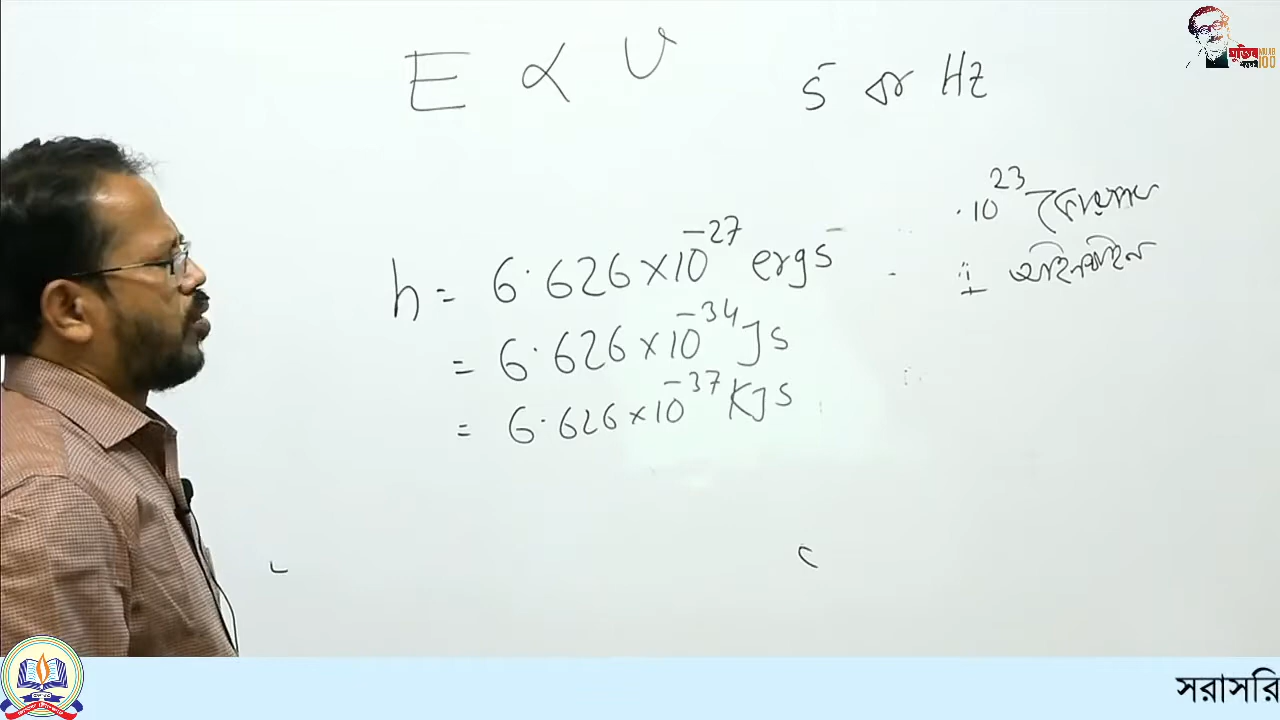 E ∝ υ
s⁻ বা Hz
10²³ কোয়ান্টা
1 আইনস্টাইন
h = 6.626×10⁻²⁷ ergs
= 6.626×10⁻³⁴ Js
= 6.626×10⁻³⁷ KJs
মুজিব
100
সরাসরি